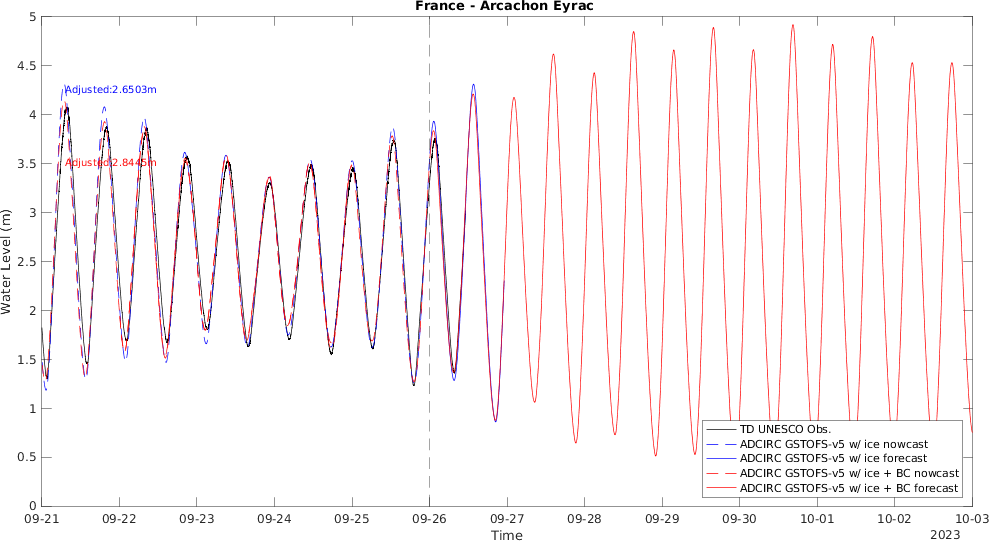 France - Arcachon Eyrac
Water Level (m)
5
4.5
4
3.5
3
2.5
2
1.5
1
0.5
0
Adjusted:2.6503m
Adjusted:2.8445m
TD UNESCO Obs.
ADCIRC GSTOFS-v5 w/ ice nowcast
ADCIRC GSTOFS-v5 w/ ice forecast
ADCIRC GSTOFS-v5 w/ ice + BC nowcast
ADCIRC GSTOFS-v5 w/ ice + BC forecast
09-21 09-22 09-23 09-24 09-25 09-26 09-27 09-28 09-29 09-30 10-01 10-02 10-03
Time
2023